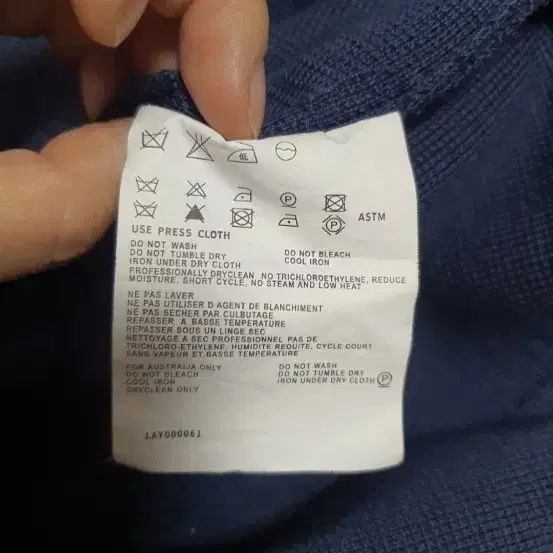 低
P
P
ASTM
USE PRESS CLOTH
DO NOT WASH
DO NOT BLEACH
DO NOT TUMBLE DRY
COOL IRON
IRON UNDER DRY CLOTH
PROFESSIONALLY DRYCLEAN NO TRICHLOROETHYLENE, REDUCE
MOISTURE, SHORT CYCLE, NO STEAM AND LOW HEAT
NE PAS LAVER
NE PAS UTILISER D'AGENT DE BLANCHIMENT
NE PAS SECHER PAR CULBUTAGE
REPASSER A BASSE TEMPERATURE
REPASSER SOUS UN LINGE SEC
NETTOYAGE A SEC PROFESSIONNEL PAS DE
TRICHLORO-ETHYLENE, HUMIDITE REDUITE, CYCLE COURT
SANS VAPEUR ET BASSE TEMPERATURE
FOR AUSTRALIA ONLY
DO NOT WASH
DO NOT BLEACH
DO NOT TUMBLE DRY
COOL IRON
IRON UNDER DRY CLOTH P
DRYCLEAN ONLY
LAY000061